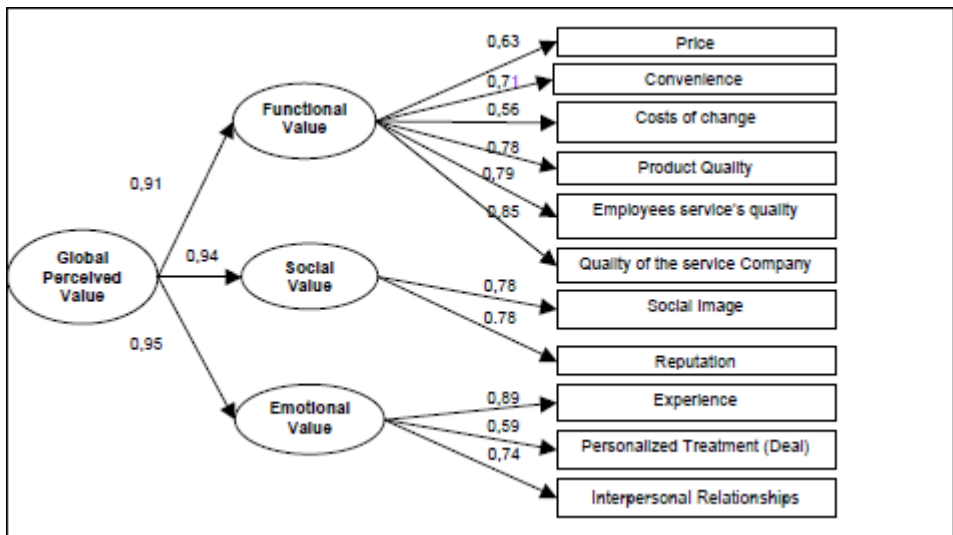 0,63
Price
0,71
Convenience
Functional
Value
0,56
Costs of change
0,78
Product Quality
0,79
Employees service's quality
0,91
0,85
Global
Perceived
Value
0,94
Social
Value
Quality of the service Company
0,78
Social Image
0.78
Reputation
0,95
Emotional
Value
0,89
Experience
0,59
Personalized Treatment (Deal)
0,74
Interpersonal Relationships